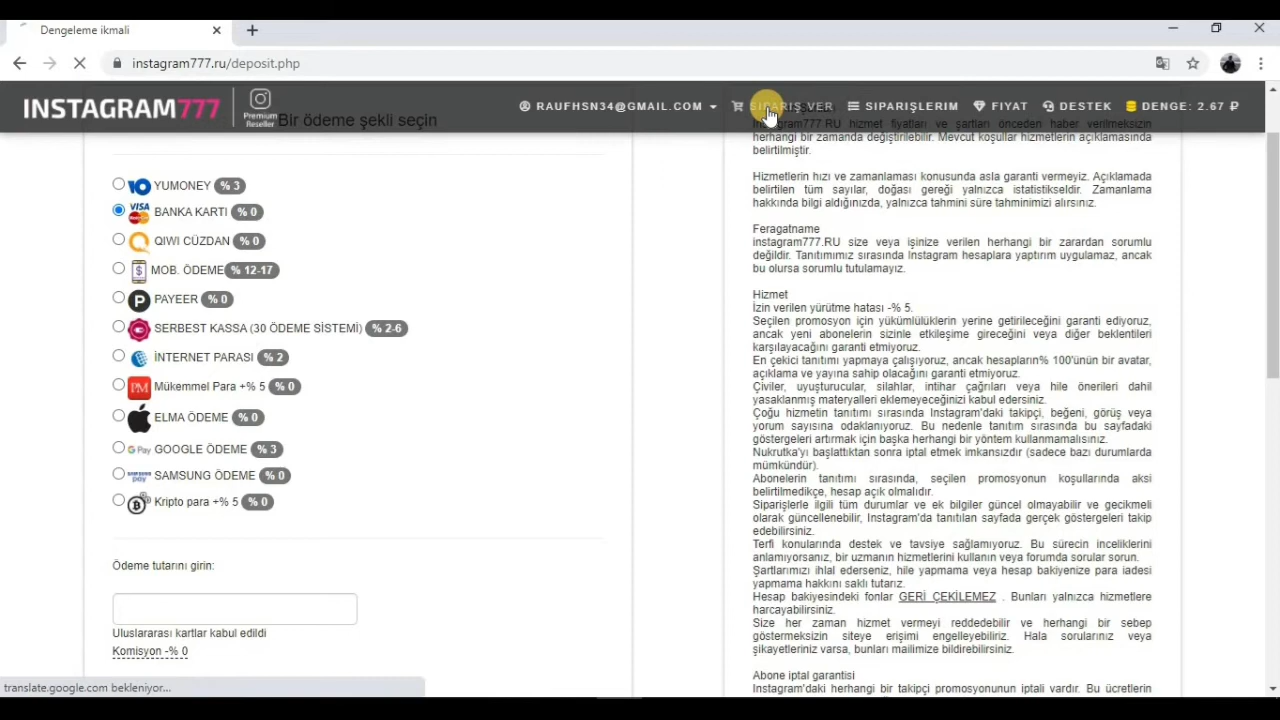 Dengeleme ikmali
instagram777.ru/deposit.php
INSTAGRAM777
Premium
Reseller
RAUFHSN34@GMAIL.COM
SIPARIŞ VER
SIPARIŞLERIM
FIYAT
DESTEK
DENGE: 2.67 ₽
Bir ödeme şekli seçin
YUMONEY % 3
VISA
BANKA KARTI % 0
QIWI CÜZDAN % 0
MOB. ÖDEME % 12-17
PAYEER % 0
SERBEST KASSA (30 ÖDEME SİSTEMİ) % 2-6
İNTERNET PARASI % 2
PM Mükemmel Para +% 5 % 0
ELMA ÖDEME % 0
G Pay GOOGLE ÖDEME % 3
SAMSUNG pay SAMSUNG ÖDEME % 0
Kripto para +% 5 % 0
Ödeme tutarını girin:
Uluslararası kartlar kabul edildi
Komisyon -% 0
translate.google.com bekleniyor...
Instagram777.RU hizmet fiyatları ve şartları önceden haber verilmeksizin
herhangi bir zamanda değiştirilebilir. Mevcut koşullar hizmetlerin açıklamasında
belirtilmiştir.
Hizmetlerin hızı ve zamanlaması konusunda asla garanti vermeyiz. Açıklamada
belirtilen tüm sayılar, doğası gereği yalnızca istatistikseldir. Zamanlama
hakkında bilgi aldığınızda, yalnızca tahmini süre tahminimizi alırsınız.
Feragatname
instagram777.RU size veya işinize verilen herhangi bir zarardan sorumlu
değildir. Tanıtımımız sırasında Instagram hesaplara yaptırım uygulamaz, ancak
bu olursa sorumlu tutulamayız.
Hizmet
İzin verilen yürütme hatası -% 5.
Seçilen promosyon için yükümlülüklerin yerine getirileceğini garanti ediyoruz,
ancak yeni abonelerin sizinle etkileşime gireceğini veya diğer beklentileri
karşılayacağını garanti etmiyoruz.
En çekici tanıtımı yapmaya çalışıyoruz, ancak hesapların% 100'ünün bir avatar,
açıklama ve yayına sahip olacağını garanti etmiyoruz.
Çiviler, uyuşturucular, silahlar, intihar çağrıları veya hile önerileri dahil
yasaklanmış materyalleri eklemeyeceğinizi kabul edersiniz.
Çoğu hizmetin tanıtımı sırasında Instagram'daki takipçi, beğeni, görüş veya
yorum sayısına odaklanıyoruz. Bu nedenle tanıtım sırasında bu sayfadaki
göstergeleri artırmak için başka herhangi bir yöntem kullanmamalısınız.
Nukrutka'yı başlattıktan sonra iptal etmek imkansızdır (sadece bazı durumlarda
mümkündür).
Abonelerin tanıtımı sırasında, seçilen promosyonun koşullarında aksi
belirtilmedikçe, hesap açık olmalıdır.
Siparişlerle ilgili tüm durumlar ve ek bilgiler güncel olmayabilir ve gecikmeli
olarak güncellenebilir, Instagram'da tanıtılan sayfada gerçek göstergeleri takip
edebilirsiniz.
Terfi konularında destek ve tavsiye sağlamıyoruz. Bu sürecin inceliklerini
anlamıyorsanız, bir uzmanın hizmetlerini kullanın veya forumda sorular sorun.
Şartlarımızı ihlal ederseniz, hile yapmama veya hesap bakiyenize para iadesi
yapmama hakkını saklı tutarız.
Hesap bakiyesindeki fonlar GERİ ÇEKİLEMEZ . Bunları yalnızca hizmetlere
harcayabilirsiniz.
Size her zaman hizmet vermeyi reddedebilir ve herhangi bir sebep
göstermeksizin siteye erişimi engelleyebiliriz. Hala sorularınız veya
şikayetleriniz varsa, bunları mailimize bildirebilirsiniz.
Abone iptal garantisi
Instagram'daki herhangi bir takipçi promosyonunun iptali vardır. Bu ücretlerin